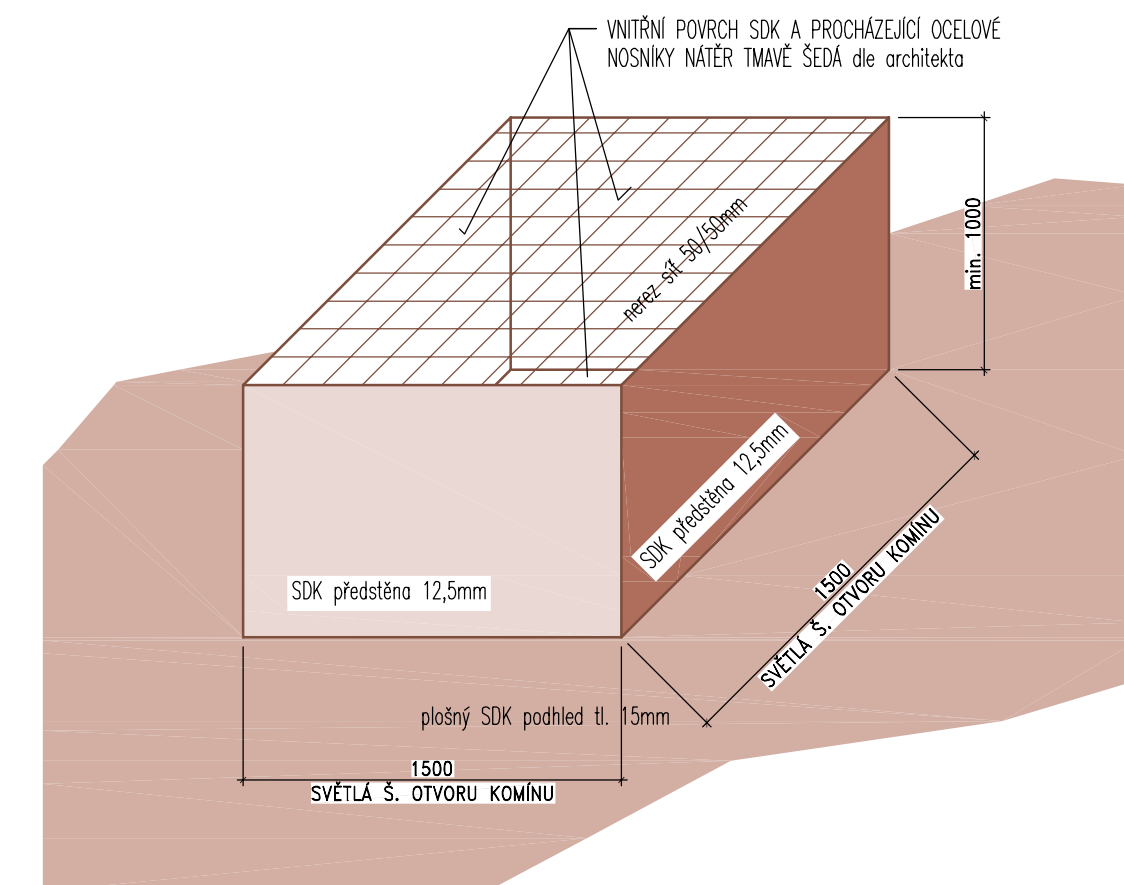 VNITŘNÍ POVRCH SDK A PROCHÁZEJÍCÍ OCELOVÉ
NOSNÍKY NÁTĚR TMAVĚ ŠEDÁ dle architekta
min. 1000
nerez síť 50/50mm
SDK předstěna 12,5mm
SDK předstěna 12,5mm
1500
SVĚTLÁ Š. OTVORU KOMÍNU
plošný SDK podhled tl. 15mm
1500
SVĚTLÁ Š. OTVORU KOMÍNU